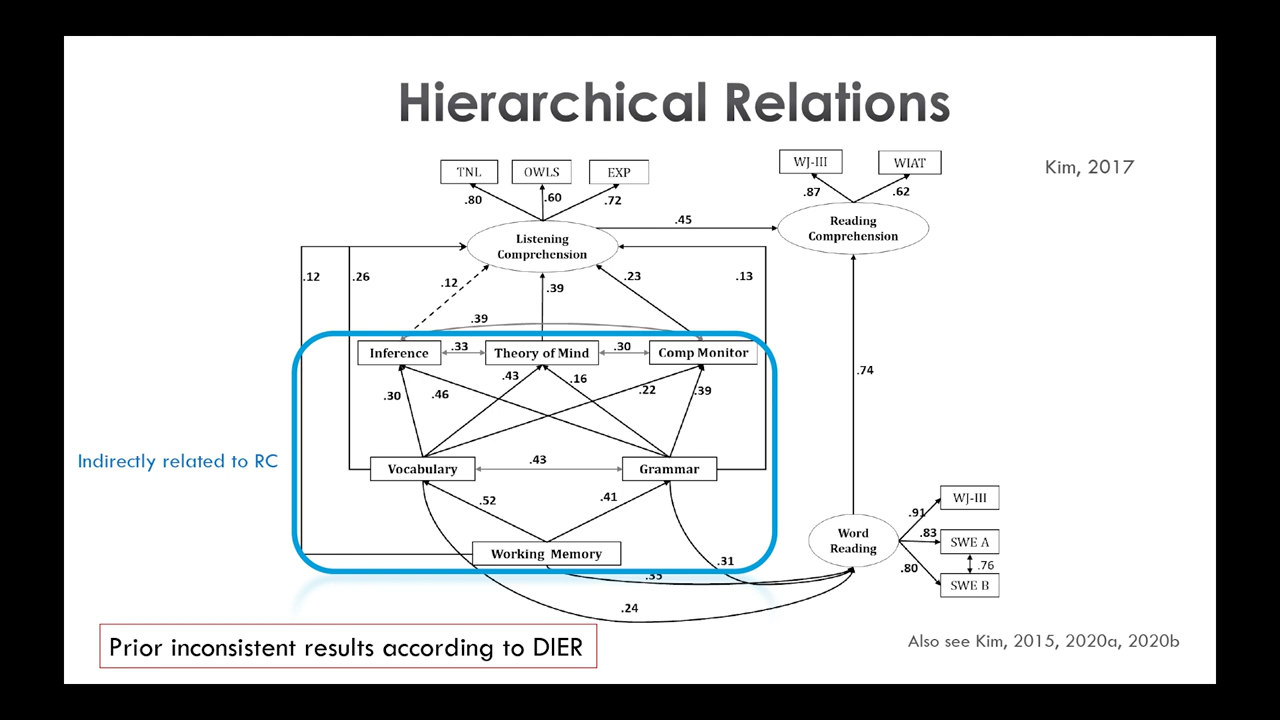 Hierarchical Relations
Kim, 2017
TNL
OWLS
EXP
WJ-III
WIAT
.80
.60
.72
.87
.62
Listening
Comprehension
.45
Reading
Comprehension
.12
.26
.12
.39
.23
.13
.39
Inference
.33
Theory of Mind
.30
Comp Monitor
.30
.46
.43
.16
.22
.39
.74
Indirectly related to RC
Vocabulary
.43
Grammar
.52
.41
Working Memory
.35
.31
.24
Word
Reading
.91
.83
.80
WJ-III
SWE A
.76
SWE B
Prior inconsistent results according to DIER
Also see Kim, 2015, 2020a, 2020b